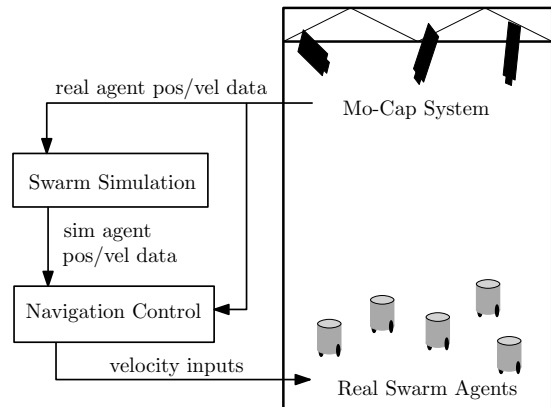 real agent pos/vel data
Mo-Cap System
Swarm Simulation
sim agent
pos/vel data
Navigation Control
velocity inputs
Real Swarm Agents